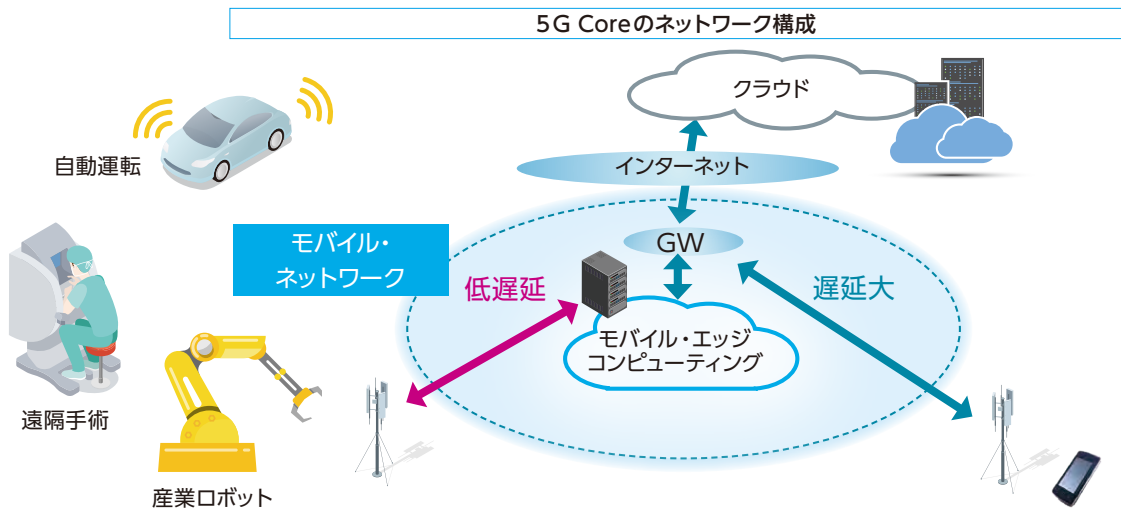 5G Coreのネットワーク構成
クラウド
自動運転
インターネット
モバイル・
ネットワーク
GW
低遅延
遅延大
モバイル・エッジ
コンピューティング
遠隔手術
産業ロボット